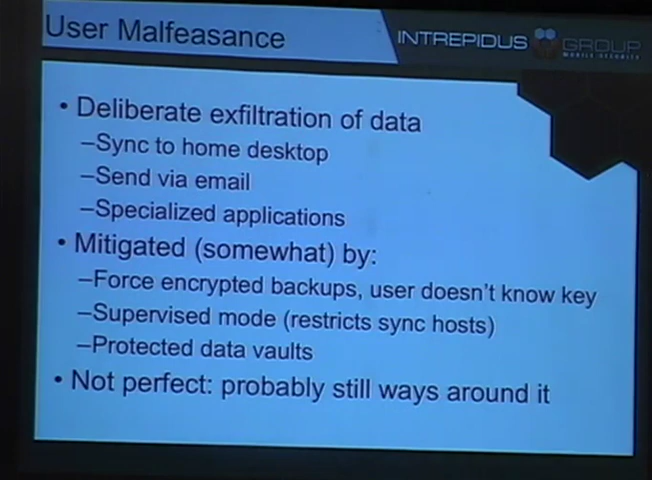 User Malfeasance
INTREPIDUS GROUP
MOBILE SECURITY
• Deliberate exfiltration of data
–Sync to home desktop
–Send via email
–Specialized applications
• Mitigated (somewhat) by:
–Force encrypted backups, user doesn't know key
–Supervised mode (restricts sync hosts)
–Protected data vaults
• Not perfect: probably still ways around it